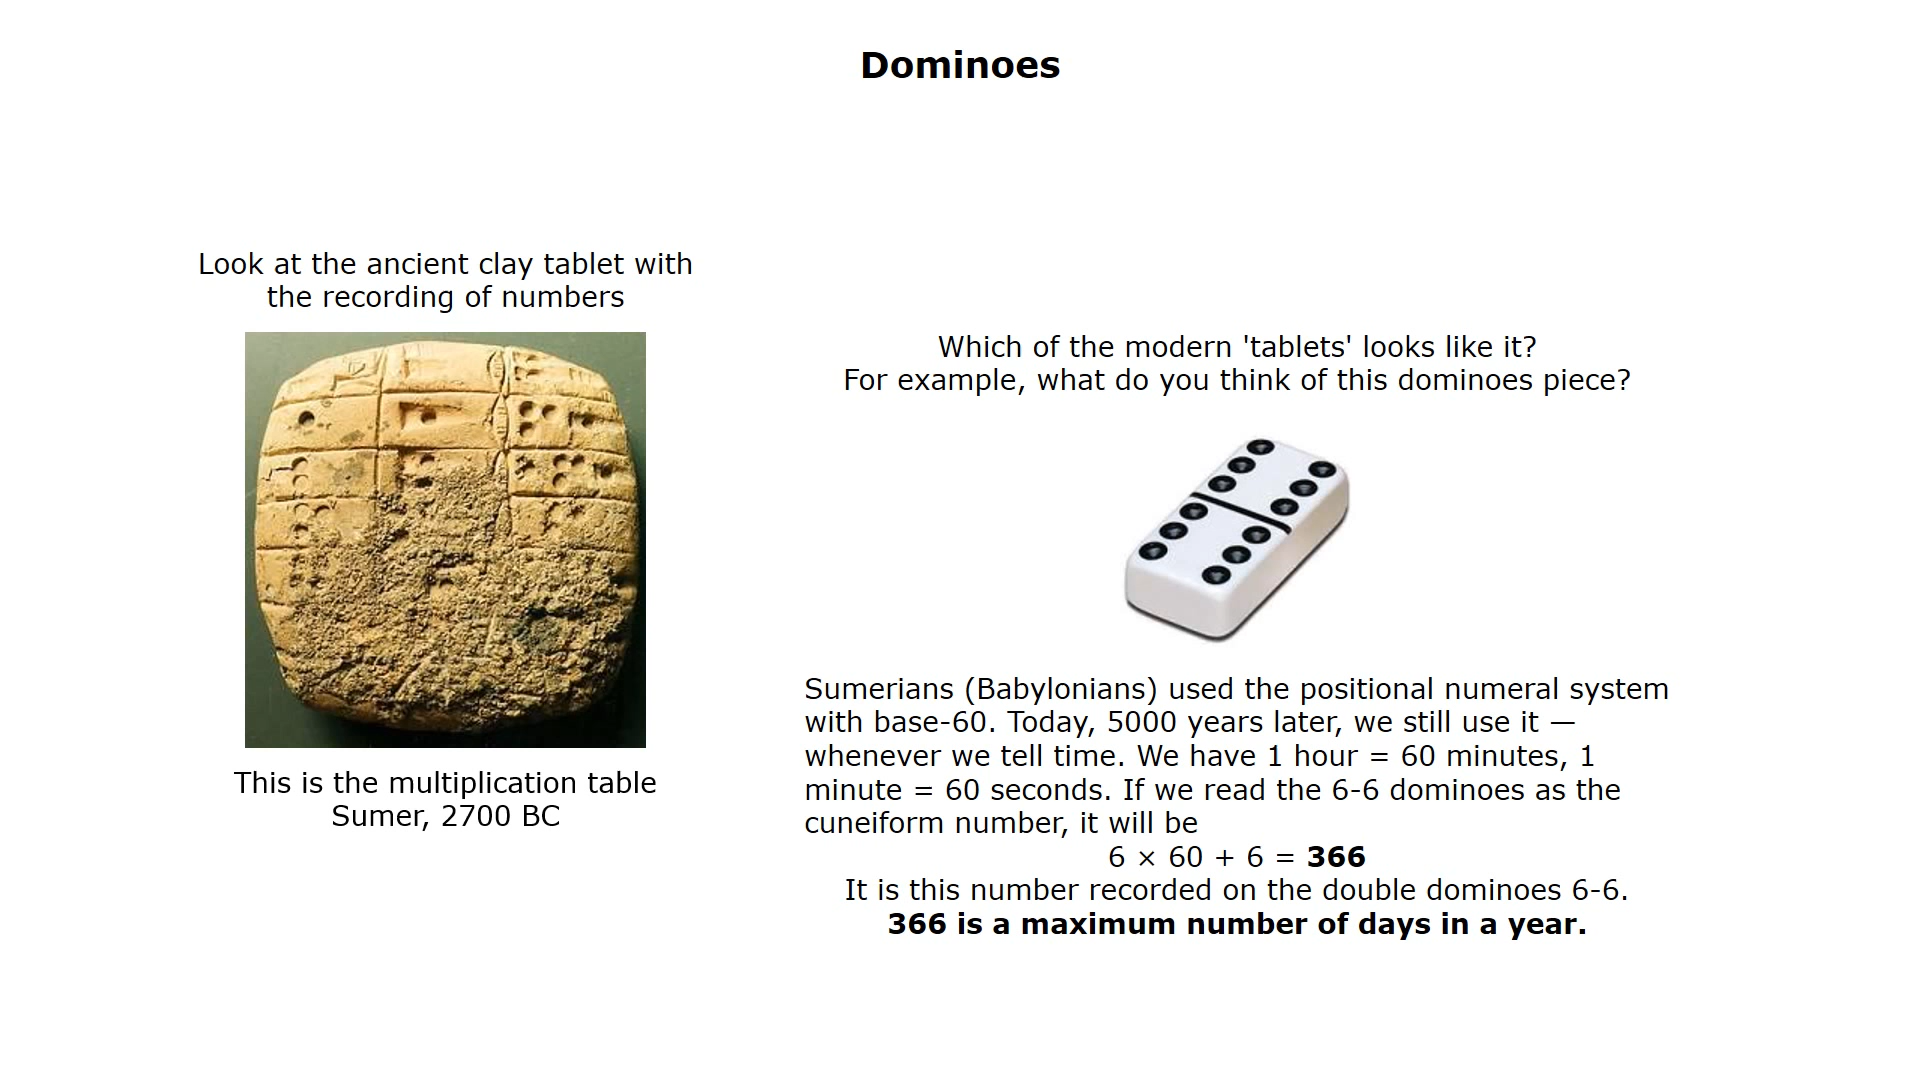 Dominoes
Look at the ancient clay tablet with
the recording of numbers
This is the multiplication table
Sumer, 2700 BC
Which of the modern 'tablets' looks like it?
For example, what do you think of this dominoes piece?
Sumerians (Babylonians) used the positional numeral system
with base-60. Today, 5000 years later, we still use it —
whenever we tell time. We have 1 hour = 60 minutes, 1
minute = 60 seconds. If we read the 6-6 dominoes as the
cuneiform number, it will be
6 × 60 + 6 = 366
It is this number recorded on the double dominoes 6-6.
366 is a maximum number of days in a year.